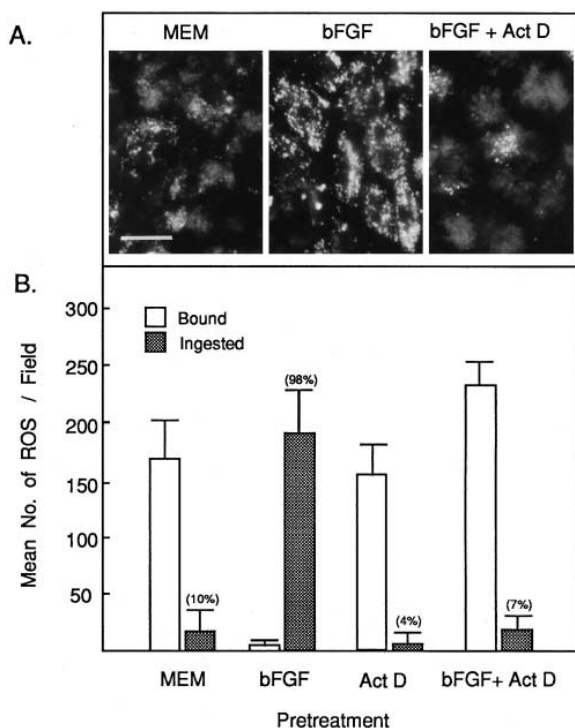 A.
MEM bFGF bFGF + Act D
B.
Mean No. of ROS / Field
300
250
200
150
100
50
Bound
Ingested
(10%)
(98%)
(4%)
(7%)
MEM bFGF Act D bFGF+ Act D
Pretreatment